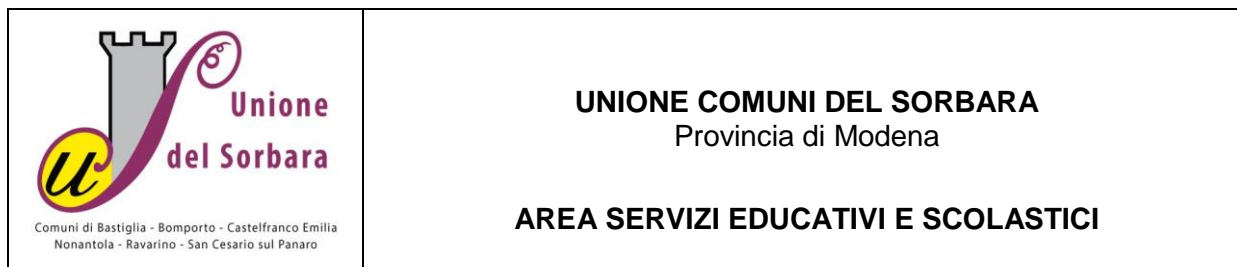 Unione
del Sorbara
u
Comuni di Bastiglia - Bomporto - Castelfranco Emilia
Nonantola - Ravarino - San Cesario sul Panaro
UNIONE COMUNI DEL SORBARA
Provincia di Modena
AREA SERVIZI EDUCATIVI E SCOLASTICI